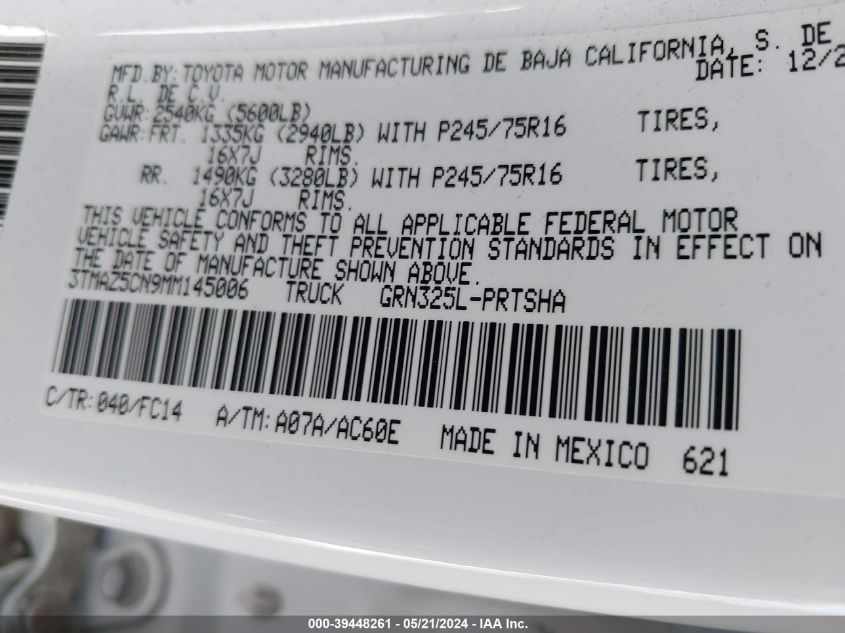 MFD.BY:TOYOTA MOTOR MANUFACTURING DE BAJA CALIFORNIA, S. DE
R.L. DE C.V. DATE: 12/2
GVWR:2540KG (5600LB)
GAWR:FRT. 1335KG (2940LB) WITH P245/75R16 TIRES,
16X7J RIMS.
RR. 1490KG (3280LB) WITH P245/75R16 TIRES,
16X7J RIMS.
THIS VEHICLE CONFORMS TO ALL APPLICABLE FEDERAL MOTOR
VEHICLE SAFETY AND THEFT PREVENTION STANDARDS IN EFFECT ON
THE DATE OF MANUFACTURE SHOWN ABOVE.
3TMAZ5CN9MM145006 TRUCK GRN325L-PRTSHA
C/TR:040/FC14 A/TM:A07A/AC60E MADE IN MEXICO 621
000-39448261 - 05/21/2024 - IAA Inc.